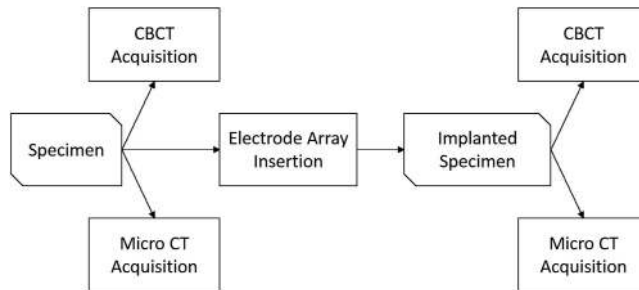 CBCT
Acquisition
CBCT
Acquisition
Specimen
Electrode Array
Insertion
Implanted
Specimen
Micro CT
Acquisition
Micro CT
Acquisition